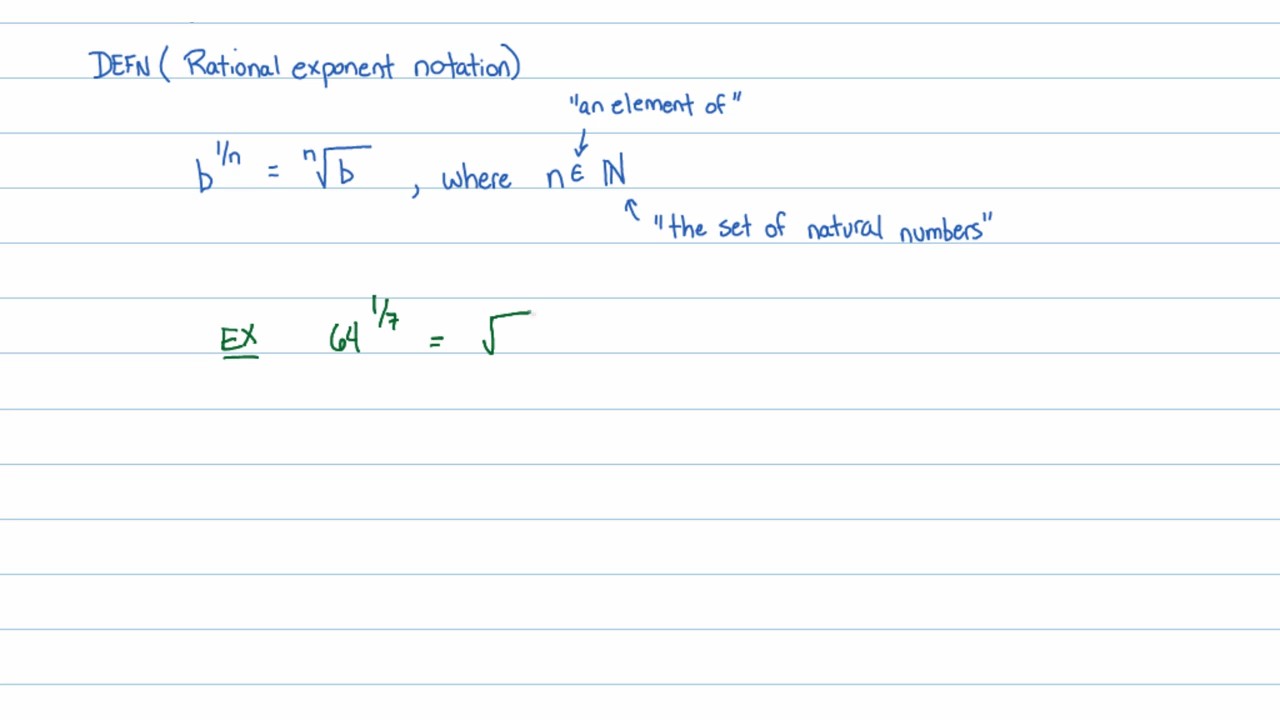 DEFN ( Rational exponent notation)
"an element of"
↓
b^{1/n} = ⁿ√b , where n ∈ ℕ
↖ "the set of natural numbers"
EX 64^{1/7} = √